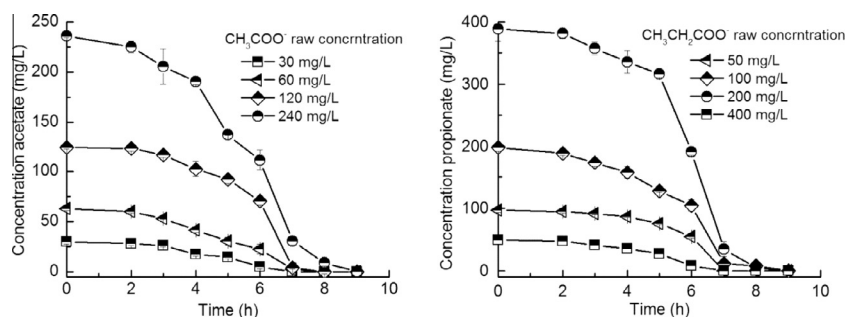 CH₃COO⁻ raw concrntration
30 mg/L
60 mg/L
120 mg/L
240 mg/L
Concentration acetate (mg/L)
250
200
150
100
50
0
0 2 4 6 8 10
Time (h)
CH₃CH₂COO⁻ raw concrntration
50 mg/L
100 mg/L
200 mg/L
400 mg/L
Concentration propionate (mg/L)
400
300
200
100
0
0 2 4 6 8 10
Time (h)